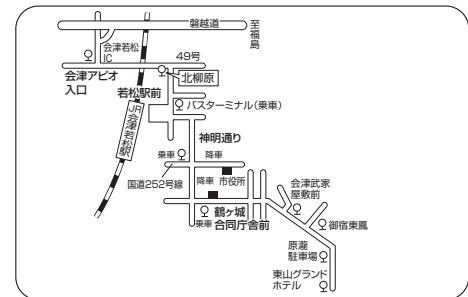 磐越道
至福島
会津若松
IC
49号
会津アピオ
入口
北柳原
若松駅前
バスターミナル(乗車)
JR会津若松駅
神明通り
乗車
降車
国道252号線
降車
市役所
会津武家
屋敷前
鶴ヶ城
合同庁舎前
乗車
御宿東鳳
原瀧
駐車場
東山グランド
ホテル